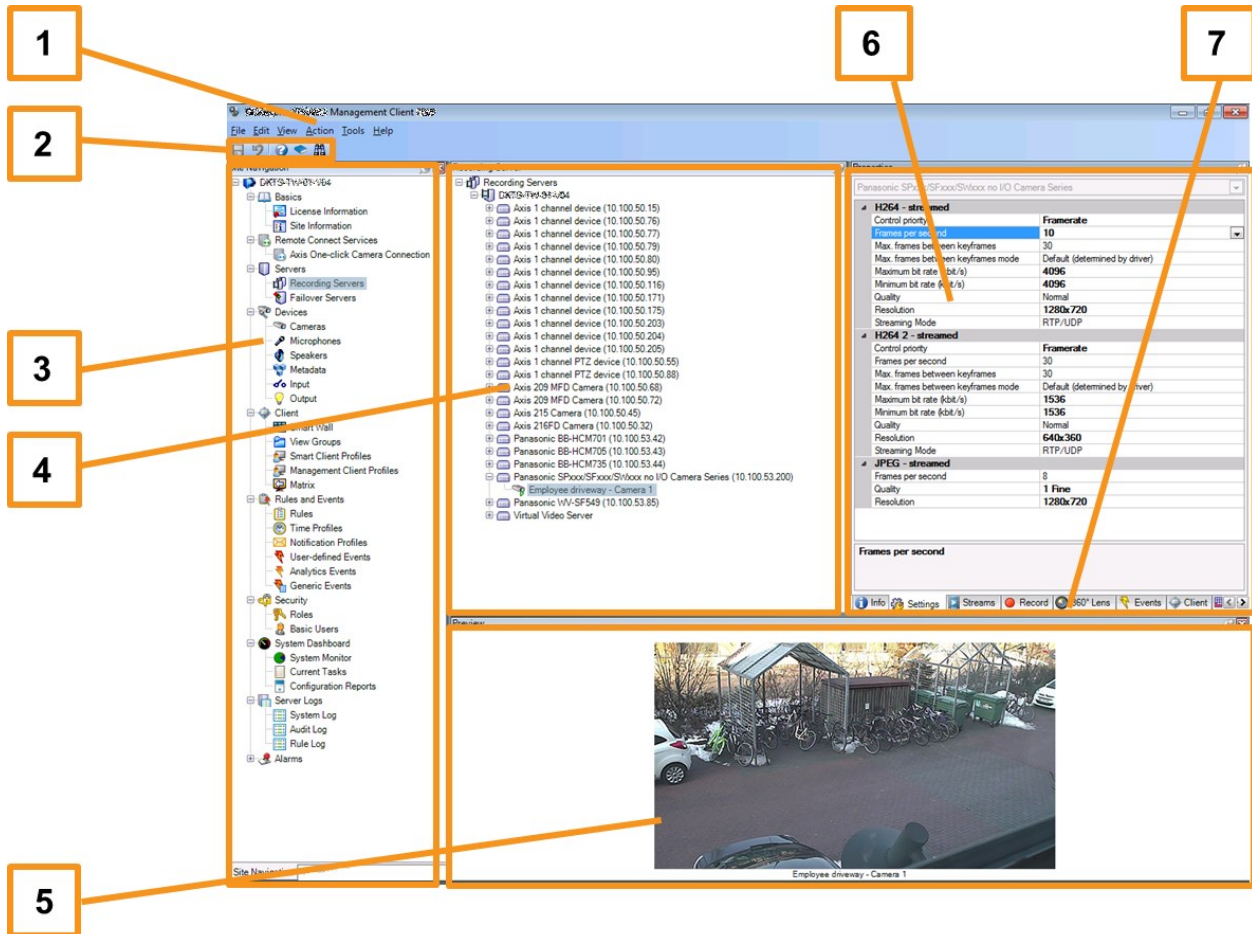 1
6
7
2
Management Client
File Edit View Action Tools Help
Site Navigation
Recording Server
Properties
DKTS-TW-01-V04
Basics
License Information
Site Information
Remote Connect Services
Axis One-click Camera Connection
Servers
Recording Servers
Failover Servers
Devices
Cameras
Microphones
Speakers
Metadata
Input
Output
Client
Smart Wall
View Groups
Smart Client Profiles
Management Client Profiles
Matrix
Rules and Events
Rules
Time Profiles
Notification Profiles
User-defined Events
Analytics Events
Generic Events
Security
Roles
Basic Users
System Dashboard
System Monitor
Current Tasks
Configuration Reports
Server Logs
System Log
Audit Log
Rule Log
Alarms
Site Navigation
3
4
5
Recording Servers
DKTS-TW-01-V04
Axis 1 channel device (10.100.50.15)
Axis 1 channel device (10.100.50.76)
Axis 1 channel device (10.100.50.77)
Axis 1 channel device (10.100.50.79)
Axis 1 channel device (10.100.50.80)
Axis 1 channel device (10.100.50.95)
Axis 1 channel device (10.100.50.116)
Axis 1 channel device (10.100.50.171)
Axis 1 channel device (10.100.50.175)
Axis 1 channel device (10.100.50.203)
Axis 1 channel device (10.100.50.204)
Axis 1 channel device (10.100.50.205)
Axis 1 channel PTZ device (10.100.50.55)
Axis 1 channel PTZ device (10.100.50.88)
Axis 209 MFD Camera (10.100.50.68)
Axis 209 MFD Camera (10.100.50.72)
Axis 215 Camera (10.100.50.45)
Axis 216FD Camera (10.100.50.32)
Panasonic BB-HCM701 (10.100.53.42)
Panasonic BB-HCM705 (10.100.53.43)
Panasonic BB-HCM735 (10.100.53.44)
Panasonic SPxxx/SFxxx/SWxxx no I/O Camera Series (10.100.53.200)
Employee driveway - Camera 1
Panasonic WV-SF549 (10.100.53.85)
Virtual Video Server
Panasonic SPxxx/SFxxx/SWxxx no I/O Camera Series
H264 - streamed
Control priority Framerate
Frames per second 10
Max. frames between keyframes 30
Max. frames between keyframes mode Default (determined by driver)
Maximum bit rate (kbit/s) 4096
Minimum bit rate (kbit/s) 4096
Quality Normal
Resolution 1280x720
Streaming Mode RTP/UDP
H264 2 - streamed
Control priority Framerate
Frames per second 30
Max. frames between keyframes 30
Max. frames between keyframes mode Default (determined by driver)
Maximum bit rate (kbit/s) 1536
Minimum bit rate (kbit/s) 1536
Quality Normal
Resolution 640x360
Streaming Mode RTP/UDP
JPEG - streamed
Frames per second 8
Quality 1 Fine
Resolution 1280x720
Frames per second
Info Settings Streams Record 360° Lens Events Client
Preview
Employee driveway - Camera 1